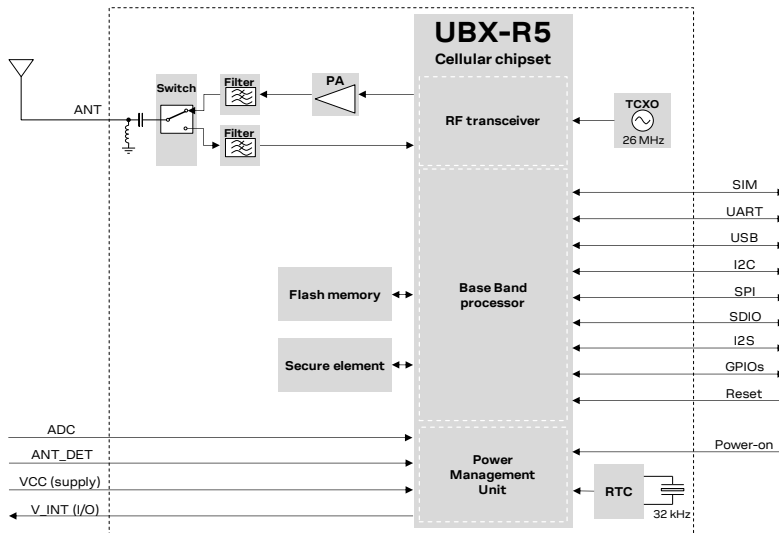 UBX-R5
Cellular chipset
Switch
Filter
PA
ANT
Filter
RF transceiver
TCXO
26 MHz
SIM
UART
USB
I2C
SPI
SDIO
I2S
GPIOs
Reset
Flash memory
Base Band
processor
Secure element
ADC
ANT_DET
VCC (supply)
V_INT (I/O)
Power
Management
Unit
Power-on
RTC
32 kHz